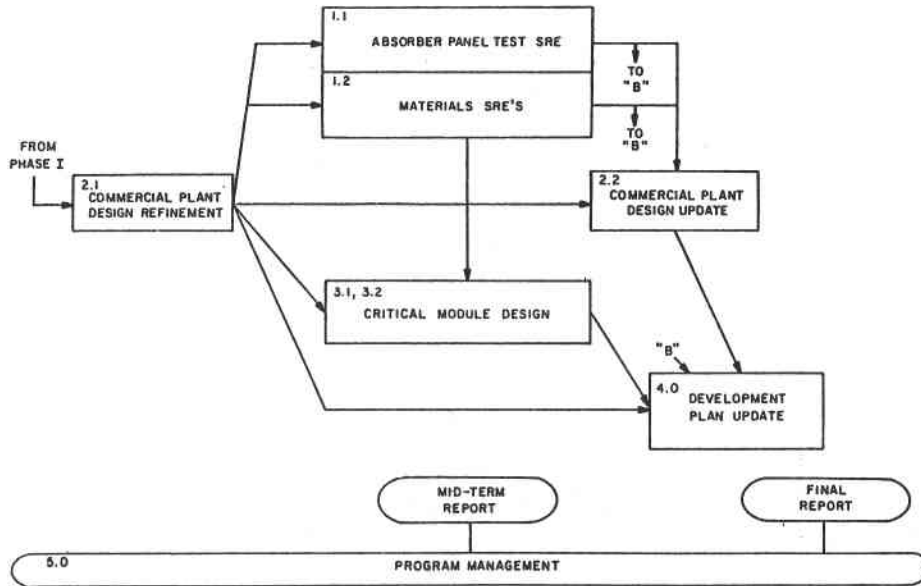 1.1
ABSORBER PANEL TEST SRE
1.2
MATERIALS SRE'S
TO
"B"
TO
"B"
FROM
PHASE I
2.1
COMMERCIAL PLANT
DESIGN REFINEMENT
2.2
COMMERCIAL PLANT
DESIGN UPDATE
3.1, 3.2
CRITICAL MODULE DESIGN
"B"
4.0
DEVELOPMENT
PLAN UPDATE
MID-TERM
REPORT
FINAL
REPORT
5.0
PROGRAM MANAGEMENT